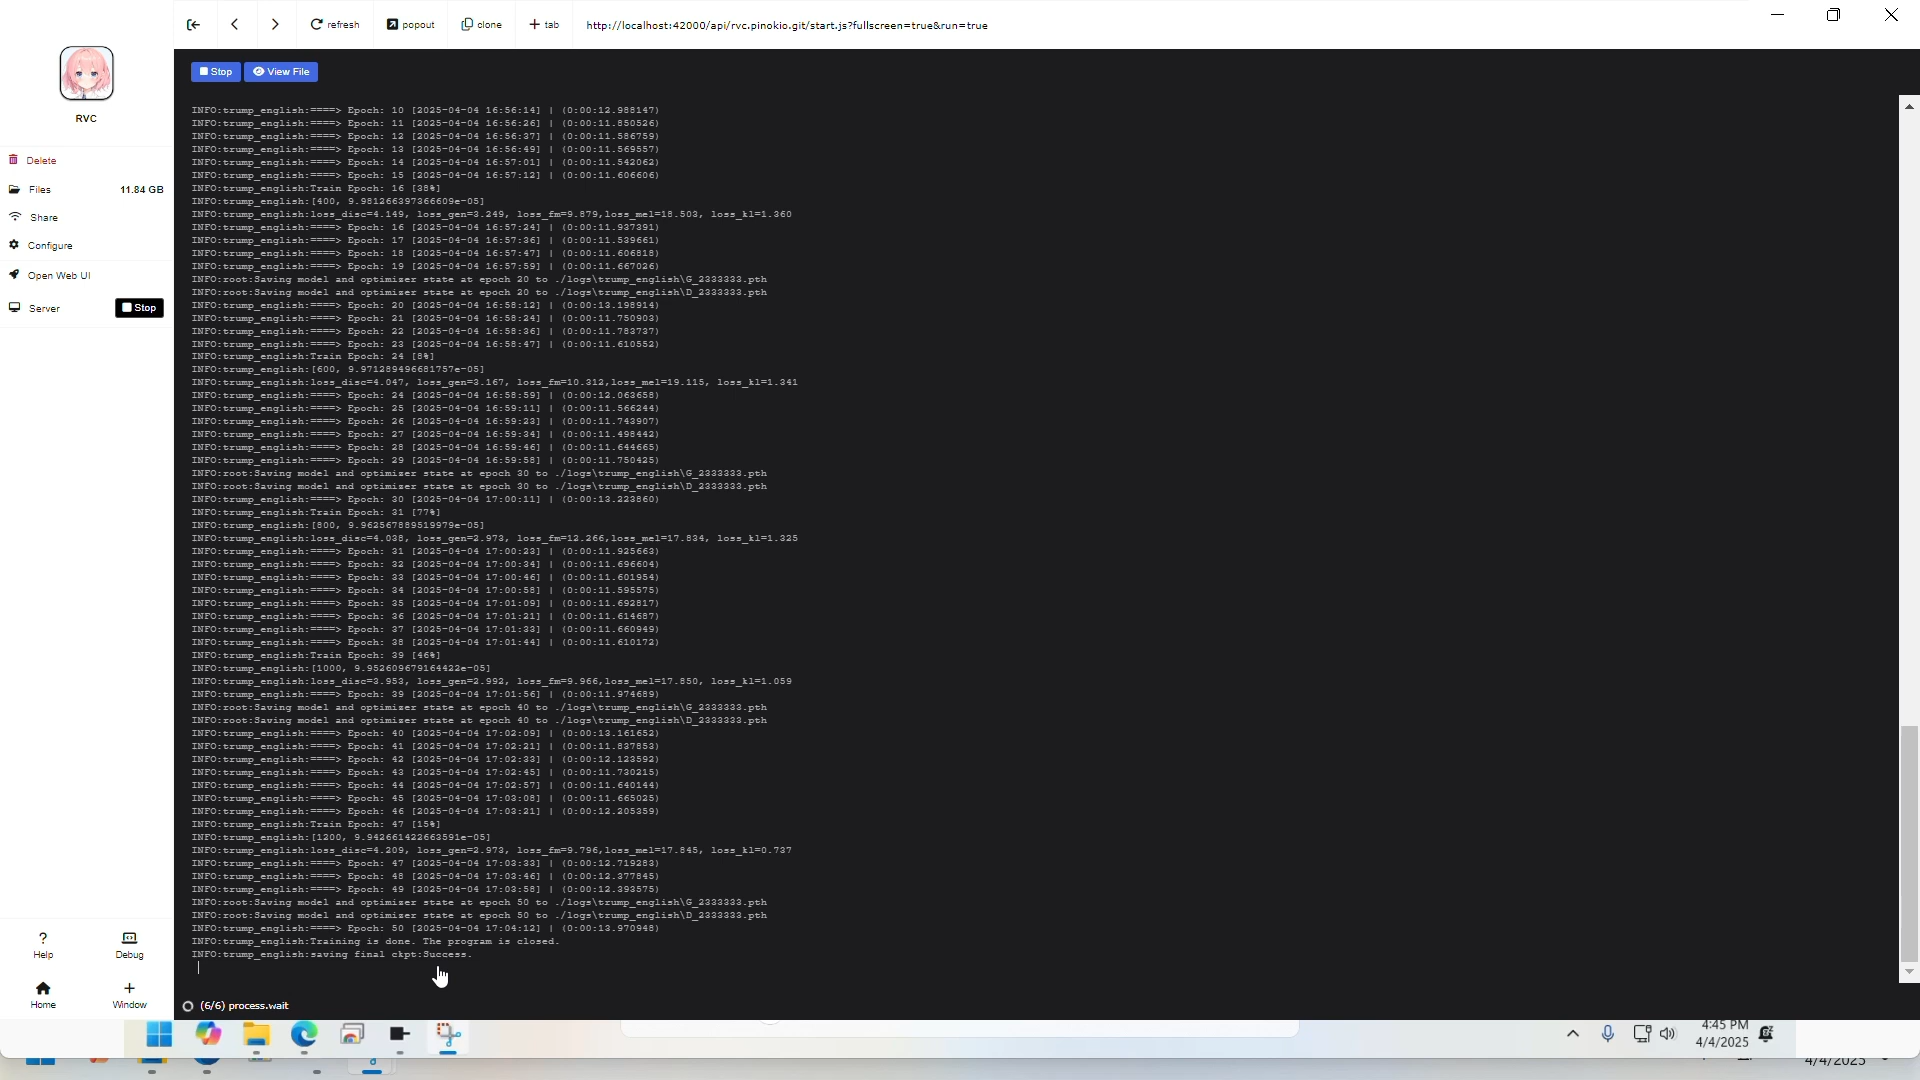 refresh popout clone + tab http://localhost:42000/api/rvc.pinokio.git/start.js?fullscreen=true&run=true
RVC
Delete
Files 11.84 GB
Share
Configure
Open Web UI
Server Stop
Help Debug
Home Window
Stop View File
INFO:trump_english:====> Epoch: 10 [2025-04-04 16:56:14] | (0:00:12.988147)
INFO:trump_english:====> Epoch: 11 [2025-04-04 16:56:26] | (0:00:11.850526)
INFO:trump_english:====> Epoch: 12 [2025-04-04 16:56:37] | (0:00:11.586759)
INFO:trump_english:====> Epoch: 13 [2025-04-04 16:56:49] | (0:00:11.569557)
INFO:trump_english:====> Epoch: 14 [2025-04-04 16:57:01] | (0:00:11.542062)
INFO:trump_english:====> Epoch: 15 [2025-04-04 16:57:12] | (0:00:11.606606)
INFO:trump_english:Train Epoch: 16 [38%]
INFO:trump_english:[400, 9.981266397366609e-05]
INFO:trump_english:loss_disc=4.149, loss_gen=3.249, loss_fm=9.879,loss_mel=18.503, loss_kl=1.360
INFO:trump_english:====> Epoch: 16 [2025-04-04 16:57:24] | (0:00:11.937391)
INFO:trump_english:====> Epoch: 17 [2025-04-04 16:57:36] | (0:00:11.539661)
INFO:trump_english:====> Epoch: 18 [2025-04-04 16:57:47] | (0:00:11.606818)
INFO:trump_english:====> Epoch: 19 [2025-04-04 16:57:59] | (0:00:11.667026)
INFO:root:Saving model and optimizer state at epoch 20 to ./logs\trump_english\G_2333333.pth
INFO:root:Saving model and optimizer state at epoch 20 to ./logs\trump_english\D_2333333.pth
INFO:trump_english:====> Epoch: 20 [2025-04-04 16:58:12] | (0:00:13.198914)
INFO:trump_english:====> Epoch: 21 [2025-04-04 16:58:24] | (0:00:11.750903)
INFO:trump_english:====> Epoch: 22 [2025-04-04 16:58:36] | (0:00:11.783737)
INFO:trump_english:====> Epoch: 23 [2025-04-04 16:58:47] | (0:00:11.610552)
INFO:trump_english:Train Epoch: 24 [8%]
INFO:trump_english:[600, 9.971289496681757e-05]
INFO:trump_english:loss_disc=4.047, loss_gen=3.167, loss_fm=10.312,loss_mel=19.115, loss_kl=1.341
INFO:trump_english:====> Epoch: 24 [2025-04-04 16:58:59] | (0:00:12.063658)
INFO:trump_english:====> Epoch: 25 [2025-04-04 16:59:11] | (0:00:11.566244)
INFO:trump_english:====> Epoch: 26 [2025-04-04 16:59:23] | (0:00:11.743907)
INFO:trump_english:====> Epoch: 27 [2025-04-04 16:59:34] | (0:00:11.498442)
INFO:trump_english:====> Epoch: 28 [2025-04-04 16:59:46] | (0:00:11.644665)
INFO:trump_english:====> Epoch: 29 [2025-04-04 16:59:58] | (0:00:11.750425)
INFO:root:Saving model and optimizer state at epoch 30 to ./logs\trump_english\G_2333333.pth
INFO:root:Saving model and optimizer state at epoch 30 to ./logs\trump_english\D_2333333.pth
INFO:trump_english:====> Epoch: 30 [2025-04-04 17:00:11] | (0:00:13.223860)
INFO:trump_english:Train Epoch: 31 [77%]
INFO:trump_english:[800, 9.962567889519979e-05]
INFO:trump_english:loss_disc=4.038, loss_gen=2.973, loss_fm=12.266,loss_mel=17.834, loss_kl=1.325
INFO:trump_english:====> Epoch: 31 [2025-04-04 17:00:23] | (0:00:11.925663)
INFO:trump_english:====> Epoch: 32 [2025-04-04 17:00:34] | (0:00:11.696604)
INFO:trump_english:====> Epoch: 33 [2025-04-04 17:00:46] | (0:00:11.601954)
INFO:trump_english:====> Epoch: 34 [2025-04-04 17:00:58] | (0:00:11.595575)
INFO:trump_english:====> Epoch: 35 [2025-04-04 17:01:09] | (0:00:11.692817)
INFO:trump_english:====> Epoch: 36 [2025-04-04 17:01:21] | (0:00:11.614687)
INFO:trump_english:====> Epoch: 37 [2025-04-04 17:01:33] | (0:00:11.660949)
INFO:trump_english:====> Epoch: 38 [2025-04-04 17:01:44] | (0:00:11.610172)
INFO:trump_english:Train Epoch: 39 [46%]
INFO:trump_english:[1000, 9.952609679164422e-05]
INFO:trump_english:loss_disc=3.953, loss_gen=2.992, loss_fm=9.966,loss_mel=17.850, loss_kl=1.059
INFO:trump_english:====> Epoch: 39 [2025-04-04 17:01:56] | (0:00:11.974689)
INFO:root:Saving model and optimizer state at epoch 40 to ./logs\trump_english\G_2333333.pth
INFO:root:Saving model and optimizer state at epoch 40 to ./logs\trump_english\D_2333333.pth
INFO:trump_english:====> Epoch: 40 [2025-04-04 17:02:09] | (0:00:13.161652)
INFO:trump_english:====> Epoch: 41 [2025-04-04 17:02:21] | (0:00:11.837853)
INFO:trump_english:====> Epoch: 42 [2025-04-04 17:02:33] | (0:00:12.123592)
INFO:trump_english:====> Epoch: 43 [2025-04-04 17:02:45] | (0:00:11.730215)
INFO:trump_english:====> Epoch: 44 [2025-04-04 17:02:57] | (0:00:11.640144)
INFO:trump_english:====> Epoch: 45 [2025-04-04 17:03:08] | (0:00:11.665025)
INFO:trump_english:====> Epoch: 46 [2025-04-04 17:03:21] | (0:00:12.205359)
INFO:trump_english:Train Epoch: 47 [15%]
INFO:trump_english:[1200, 9.942661422663591e-05]
INFO:trump_english:loss_disc=4.209, loss_gen=2.973, loss_fm=9.796,loss_mel=17.845, loss_kl=0.737
INFO:trump_english:====> Epoch: 47 [2025-04-04 17:03:33] | (0:00:12.719283)
INFO:trump_english:====> Epoch: 48 [2025-04-04 17:03:46] | (0:00:12.377845)
INFO:trump_english:====> Epoch: 49 [2025-04-04 17:03:58] | (0:00:12.393575)
INFO:root:Saving model and optimizer state at epoch 50 to ./logs\trump_english\G_2333333.pth
INFO:root:Saving model and optimizer state at epoch 50 to ./logs\trump_english\D_2333333.pth
INFO:trump_english:====> Epoch: 50 [2025-04-04 17:04:12] | (0:00:13.970948)
INFO:trump_english:Training is done. The program is closed.
INFO:trump_english:saving final ckpt:Success.
(6/6) process.wait
4:45 PM
4/4/2025
4/4/2025